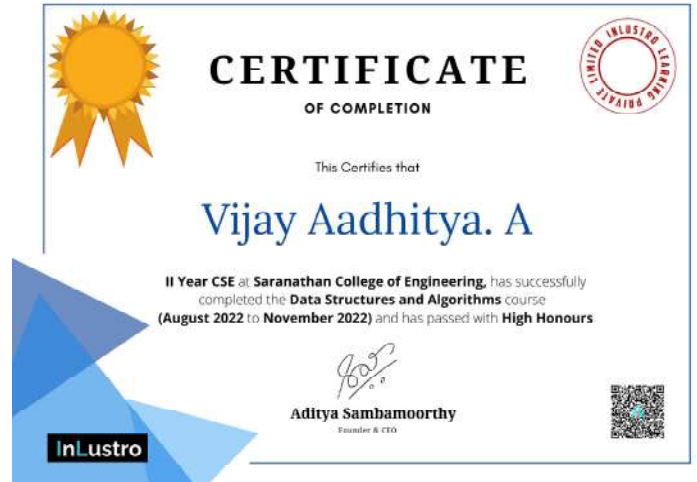 CERTIFICATE
OF COMPLETION
INLUSTRO LEARNING PRIVATE LIMITED
This Certifies that
Vijay Aadhitya. A
II Year CSE at Saranathan College of Engineering, has successfully
completed the Data Structures and Algorithms course
(August 2022 to November 2022) and has passed with High Honours
Aditya Sambamoorthy
Founder & CEO
InLustro